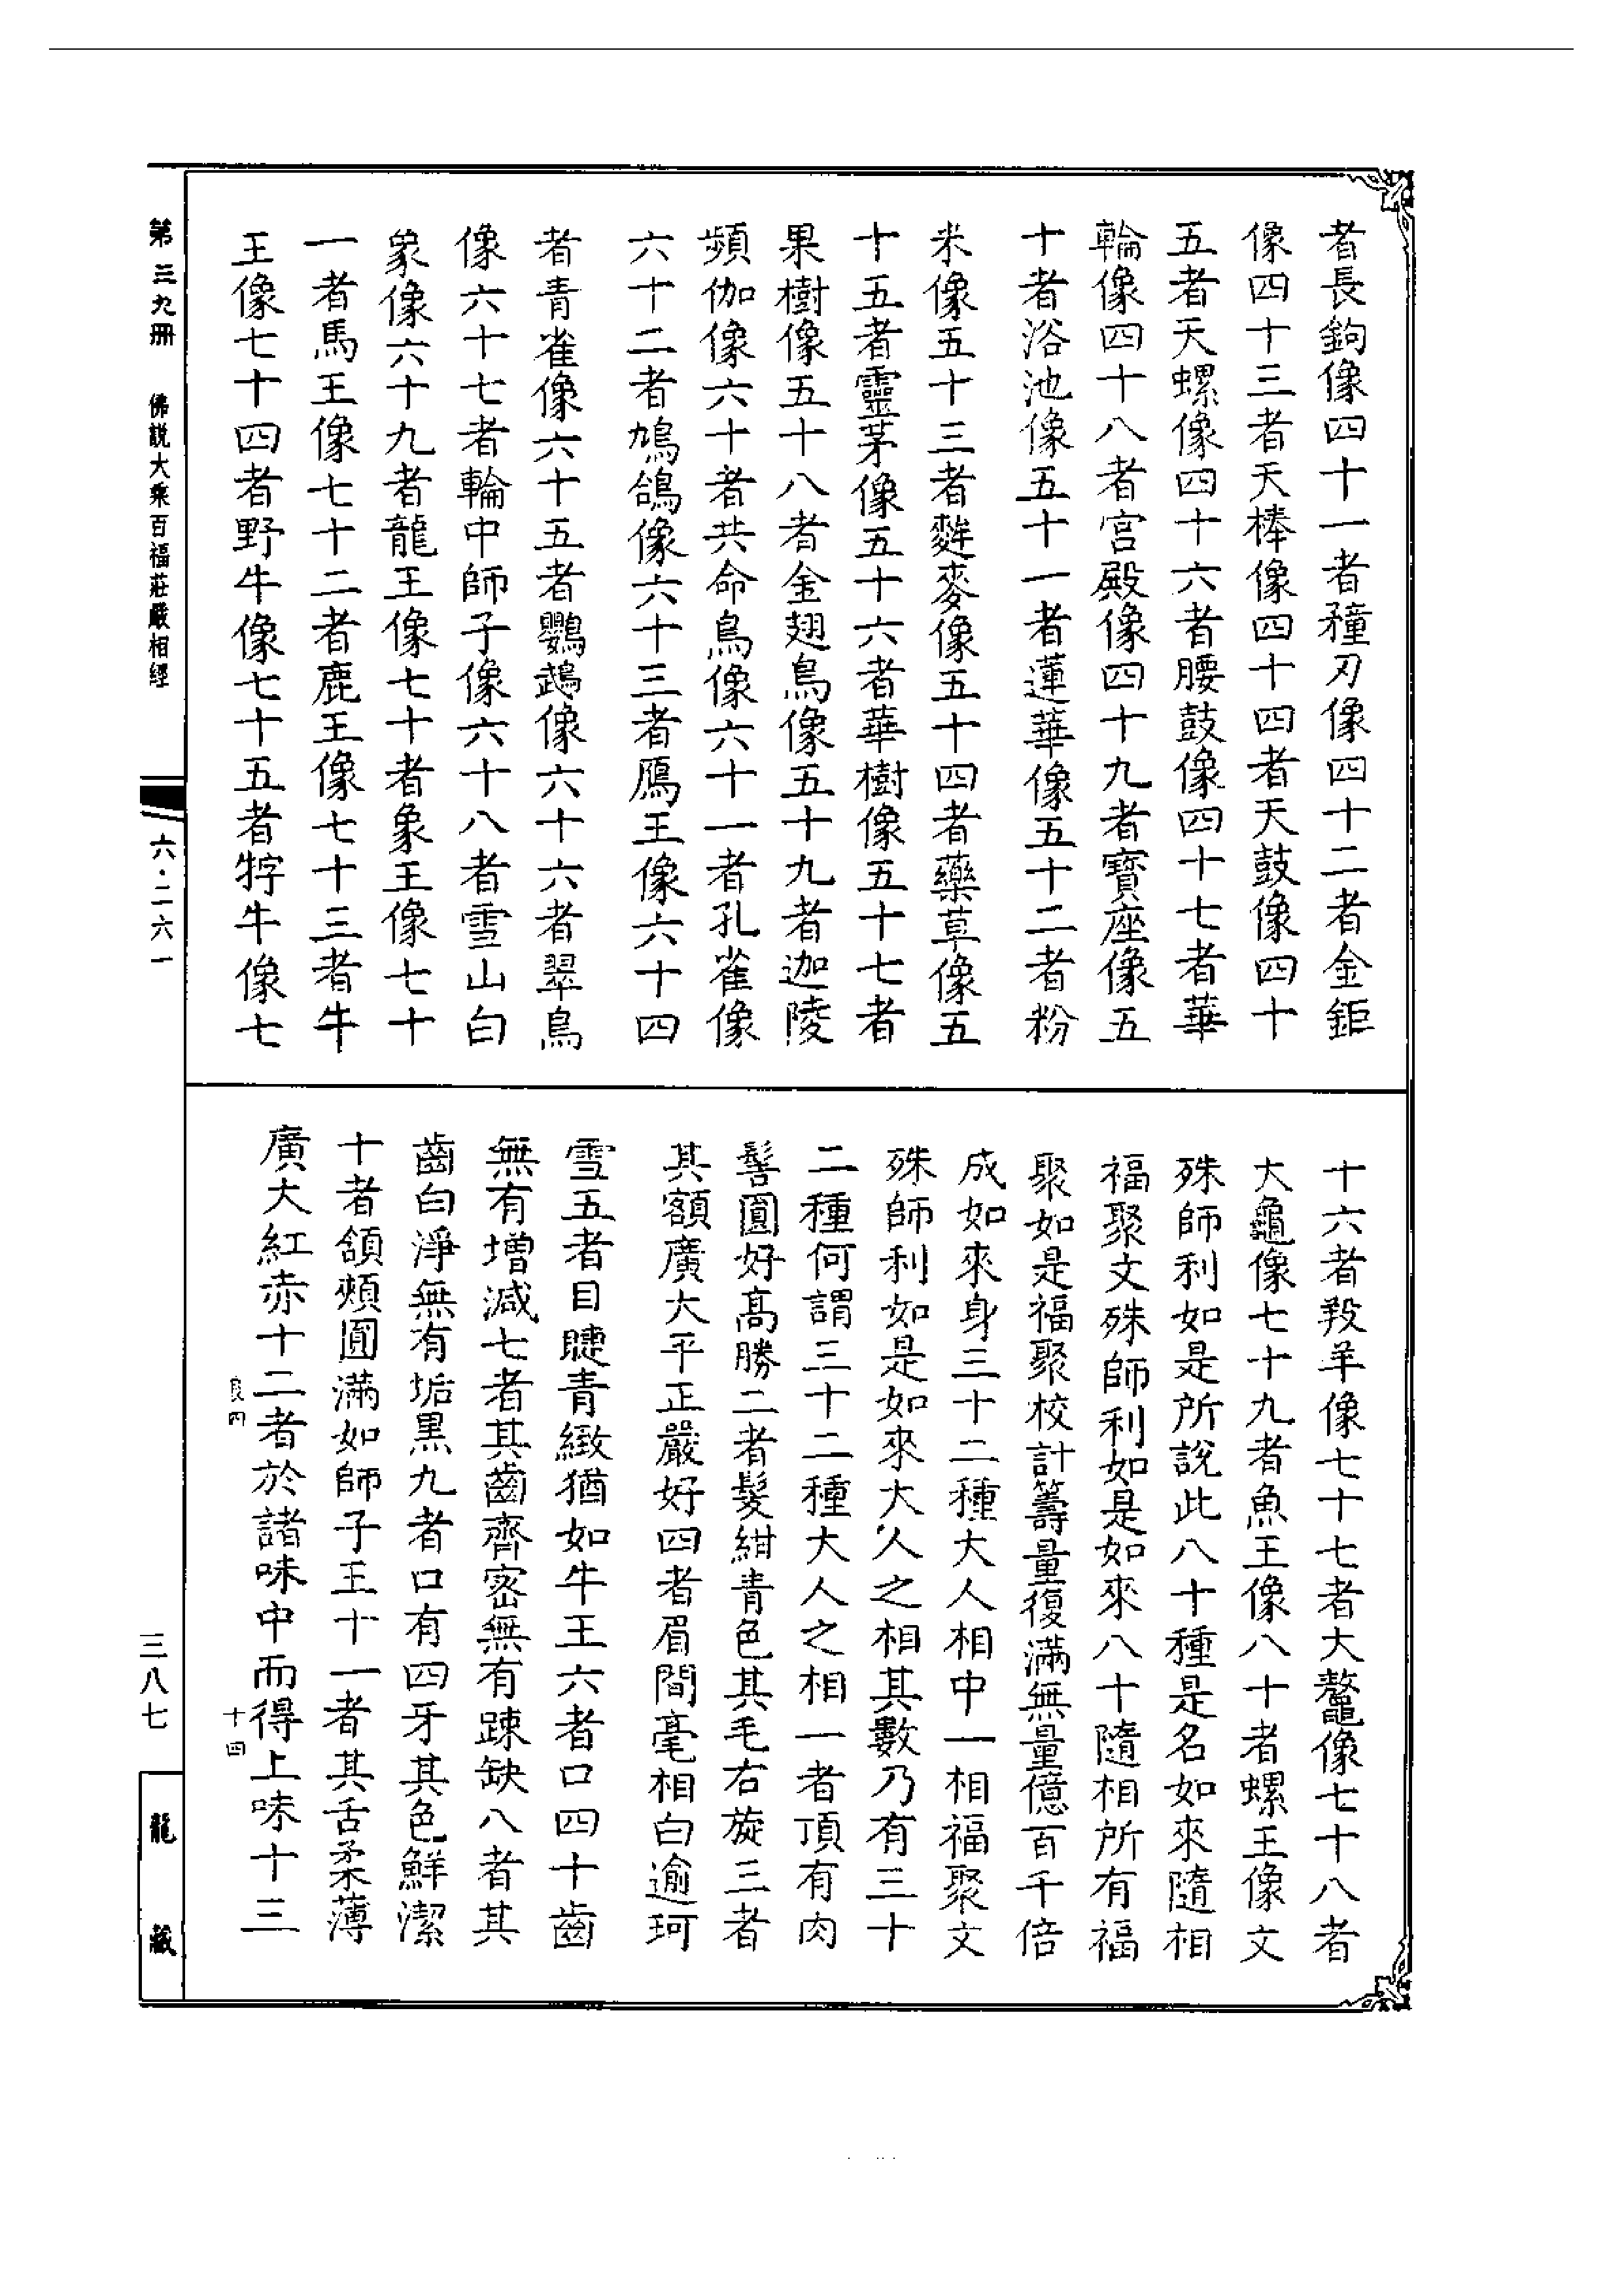 者長鉤像四十一者穜刃像四十二者金鉅
像四十三者天棒像四十四者天鼓像四十
五者天螺像四十六者腰鼓像四十七者華
輪像四十八者宮殿像四十九者寶座像五
十者浴池像五十一者蓮華像五十二者粉
米像五十三者麰麥像五十四者藥草像五
十五者靈茅像五十六者華樹像五十七者
果樹像五十八者金翅鳥像五十九者迦陵
頻伽像六十者共命鳥像六十一者孔雀像
六十二者鳩鴿像六十三者鴈王像六十四
者青雀像六十五者鸚鵡像六十六者翠鳥
像六十七者輪中師子像六十八者雪山白
象像六十九者龍王像七十者象王像七十
一者馬王像七十二者鹿王像七十三者牛
王像七十四者野牛像七十五者牸牛像七
十六者羖羊像七十七者大鼇像七十八者
大龜像七十九者魚王像八十者螺王像文
殊師利如是所說此八十種是名如來隨相
福聚文殊師利如是如來八十隨相所有福
聚如是福聚校計籌量復滿無量億百千倍
成如來身三十二種大人相中一相福聚文
殊師利如是如來大人之相其數乃有三十
二種何謂三十二種大人之相一者頂有肉
髻圓好高勝二者髮紺青色其毛右旋三者
其額廣大平正嚴好四者眉間毫相白逾珂
雪五者目睫青緻猶如牛王六者口四十齒
無有增減七者其齒齊密無有踈缺八者其
齒白淨無有垢黑九者口有四牙其色鮮潔
十者頷頰圓滿如師子王十一者其舌柔薄
廣大紅赤十二者於諸味中而得上味十三
四
十四
第三九冊 佛說大乘百福莊嚴相經
六·二六一
三八七
龍藏